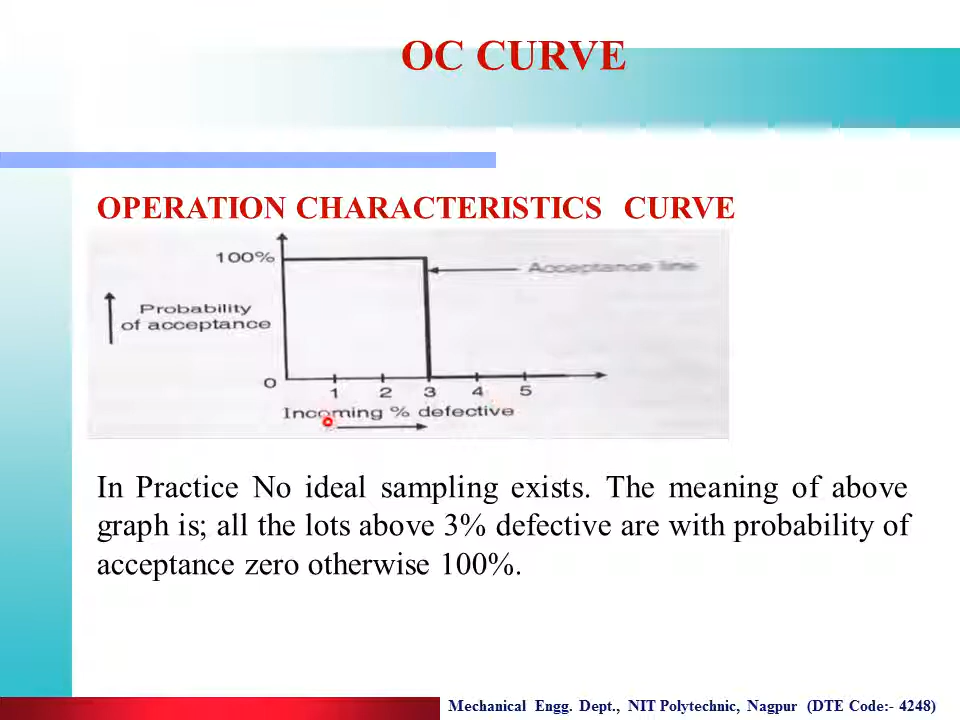 OC CURVE
OPERATION CHARACTERISTICS CURVE
100%
Acceptance line
Probability
of acceptance
0
1 2 3 4 5
Incoming % defective
In Practice No ideal sampling exists. The meaning of above
graph is; all the lots above 3% defective are with probability of
acceptance zero otherwise 100%.
Mechanical Engg. Dept., NIT Polytechnic, Nagpur (DTE Code:- 4248)